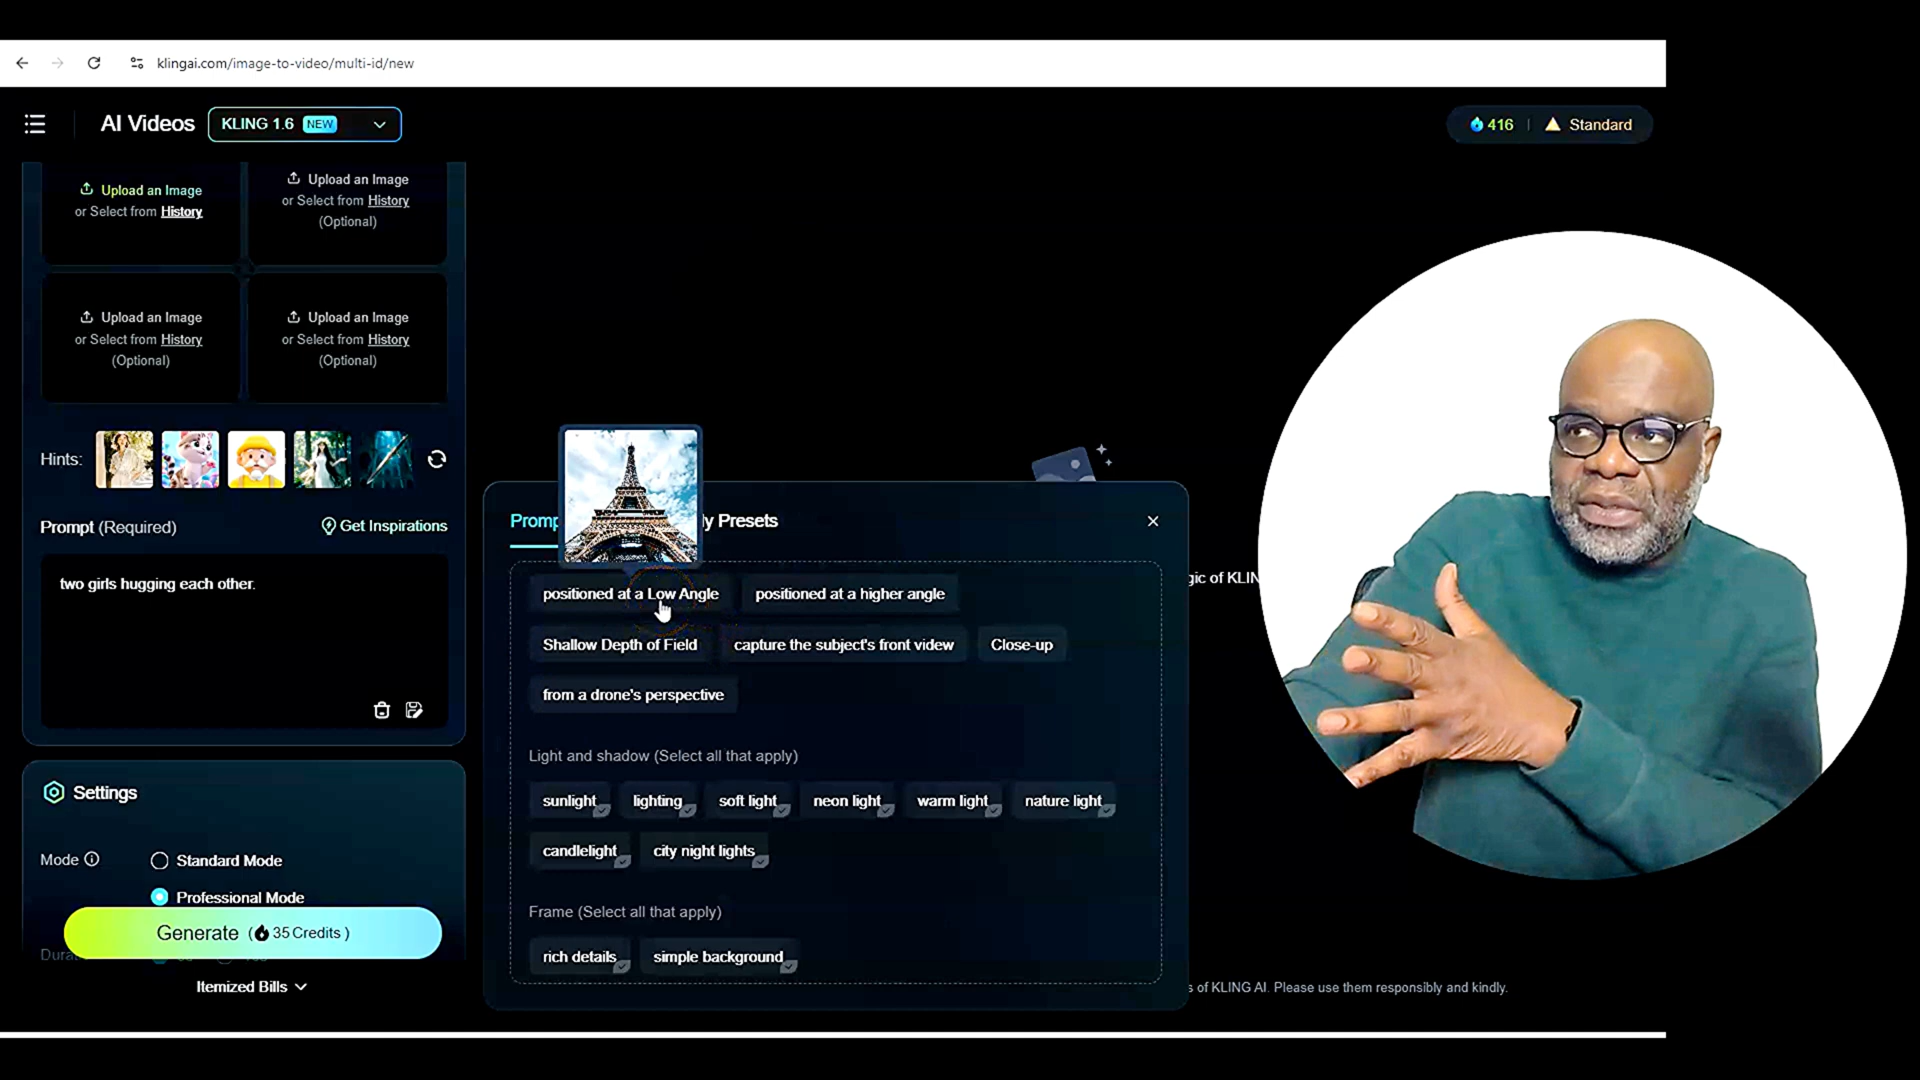 klingai.com/image-to-video/multi-id/new
AI Videos
KLING 1.6 NEW
416
Standard
Upload an Image
or Select from History
Upload an Image
or Select from History
(Optional)
Upload an Image
or Select from History
(Optional)
Upload an Image
or Select from History
(Optional)
Hints:
Prompt (Required)
Get Inspirations
two girls hugging each other.
Settings
Mode
Standard Mode
Professional Mode
Generate ( 35 Credits )
Itemized Bills
Presets
positioned at a Low Angle
positioned at a higher angle
Shallow Depth of Field
capture the subject's front videw
Close-up
from a drone's perspective
Light and shadow (Select all that apply)
sunlight
lighting
soft light
neon light
warm light
nature light
candlelight
city night lights
Frame (Select all that apply)
rich details
simple background
of KLIN
of KLING AI. Please use them responsibly and kindly.